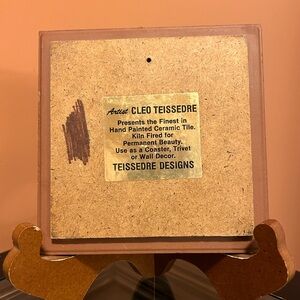 Artist CLEO TEISSEDRE
Presents the Finest in
Hand Painted Ceramic Tile.
Kiln Fired for
Permanent Beauty.
Use as a Coaster, Trivet
or Wall Decor.
TEISSEDRE DESIGNS